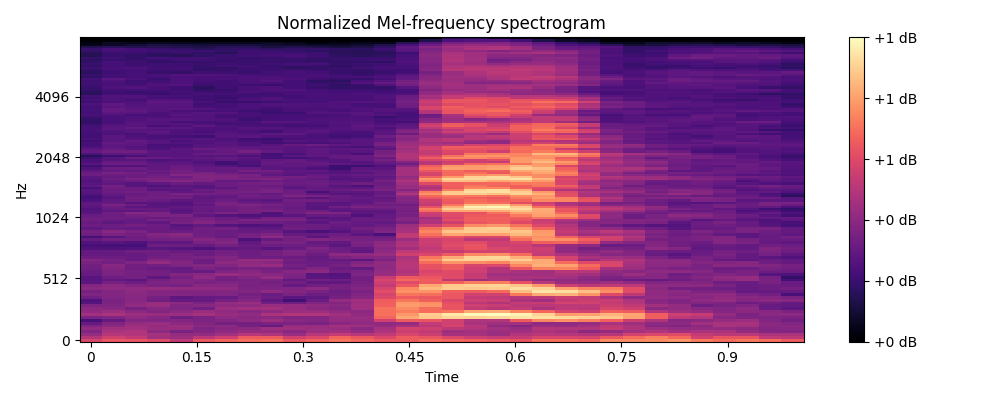 Normalized Mel-frequency spectrogram
Hz
4096
2048
1024
512
0
0 0.15 0.3 0.45 0.6 0.75 0.9
Time
+1 dB
+1 dB
+1 dB
+0 dB
+0 dB
+0 dB